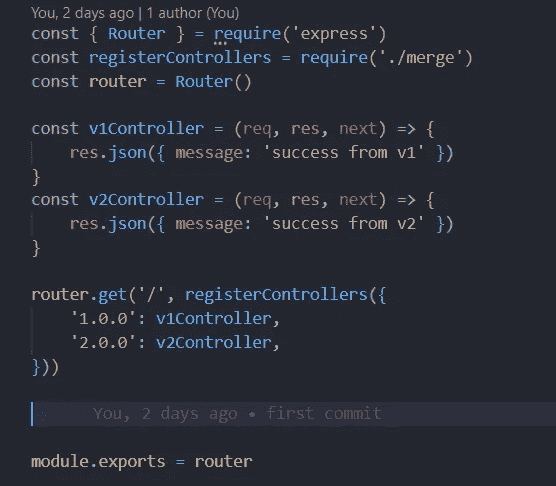 You, 2 days ago | 1 author (You)
const { Router } = require('express')
const registerControllers = require('./merge')
const router = Router()
const v1Controller = (req, res, next) => {
res.json({ message: 'success from v1' })
}
const v2Controller = (req, res, next) => {
res.json({ message: 'success from v2' })
}
router.get('/', registerControllers({
'1.0.0': v1Controller,
'2.0.0': v2Controller,
}))
You, 2 days ago • first commit
module.exports = router